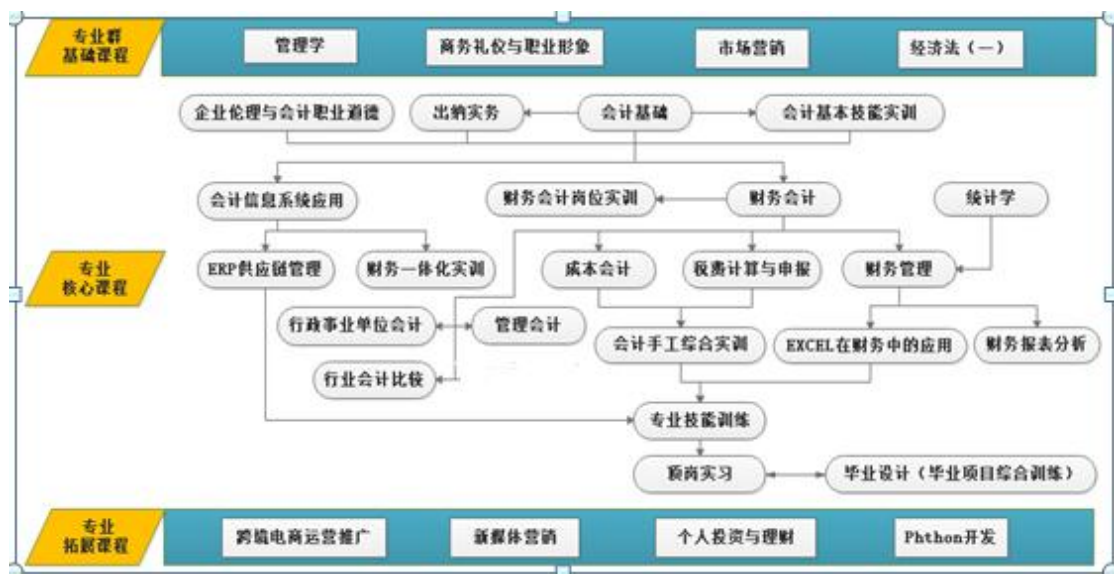 专业群
基础课程
管理学
商务礼仪与职业形象
市场营销
经济法（一）
企业伦理与会计职业道德
出纳实务
会计基础
会计基本技能实训
会计信息系统应用
财务会计岗位实训
财务会计
统计学
专业
核心课程
ERP供应链管理
财务一体化实训
成本会计
税费计算与申报
财务管理
行政事业单位会计
管理会计
会计手工综合实训
EXCEL在财务中的应用
财务报表分析
行业会计比较
专业技能训练
顶岗实习
毕业设计（毕业项目综合训练）
专业
拓展课程
跨境电商运营推广
新媒体营销
个人投资与理财
Phthon开发